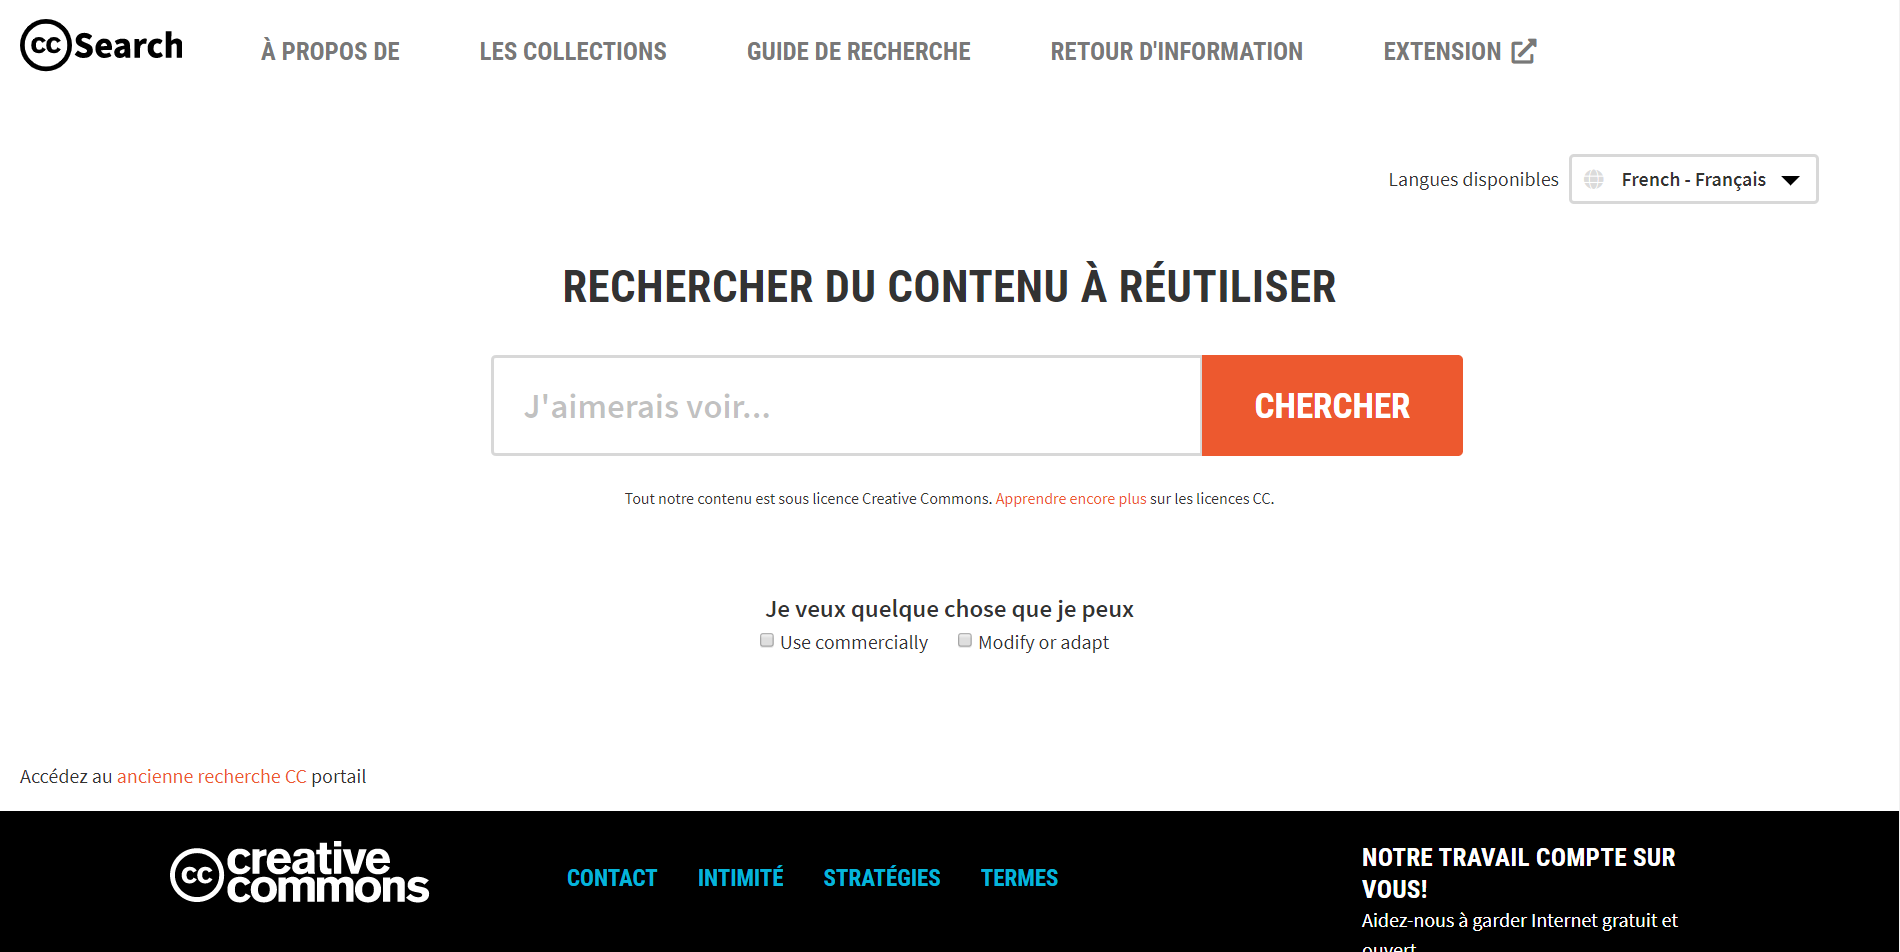 cc Search
À PROPOS DE
LES COLLECTIONS
GUIDE DE RECHERCHE
RETOUR D'INFORMATION
EXTENSION
Langues disponibles
French - Français
RECHERCHER DU CONTENU À RÉUTILISER
J'aimerais voir...
CHERCHER
Tout notre contenu est sous licence Creative Commons. Apprendre encore plus sur les licences CC.
Je veux quelque chose que je peux
Use commercially
Modify or adapt
Accédez au ancienne recherche CC portail
cc creative
commons
CONTACT
INTIMITÉ
STRATÉGIES
TERMES
NOTRE TRAVAIL COMPTE SUR
VOUS!
Aidez-nous à garder Internet gratuit et
ouvert